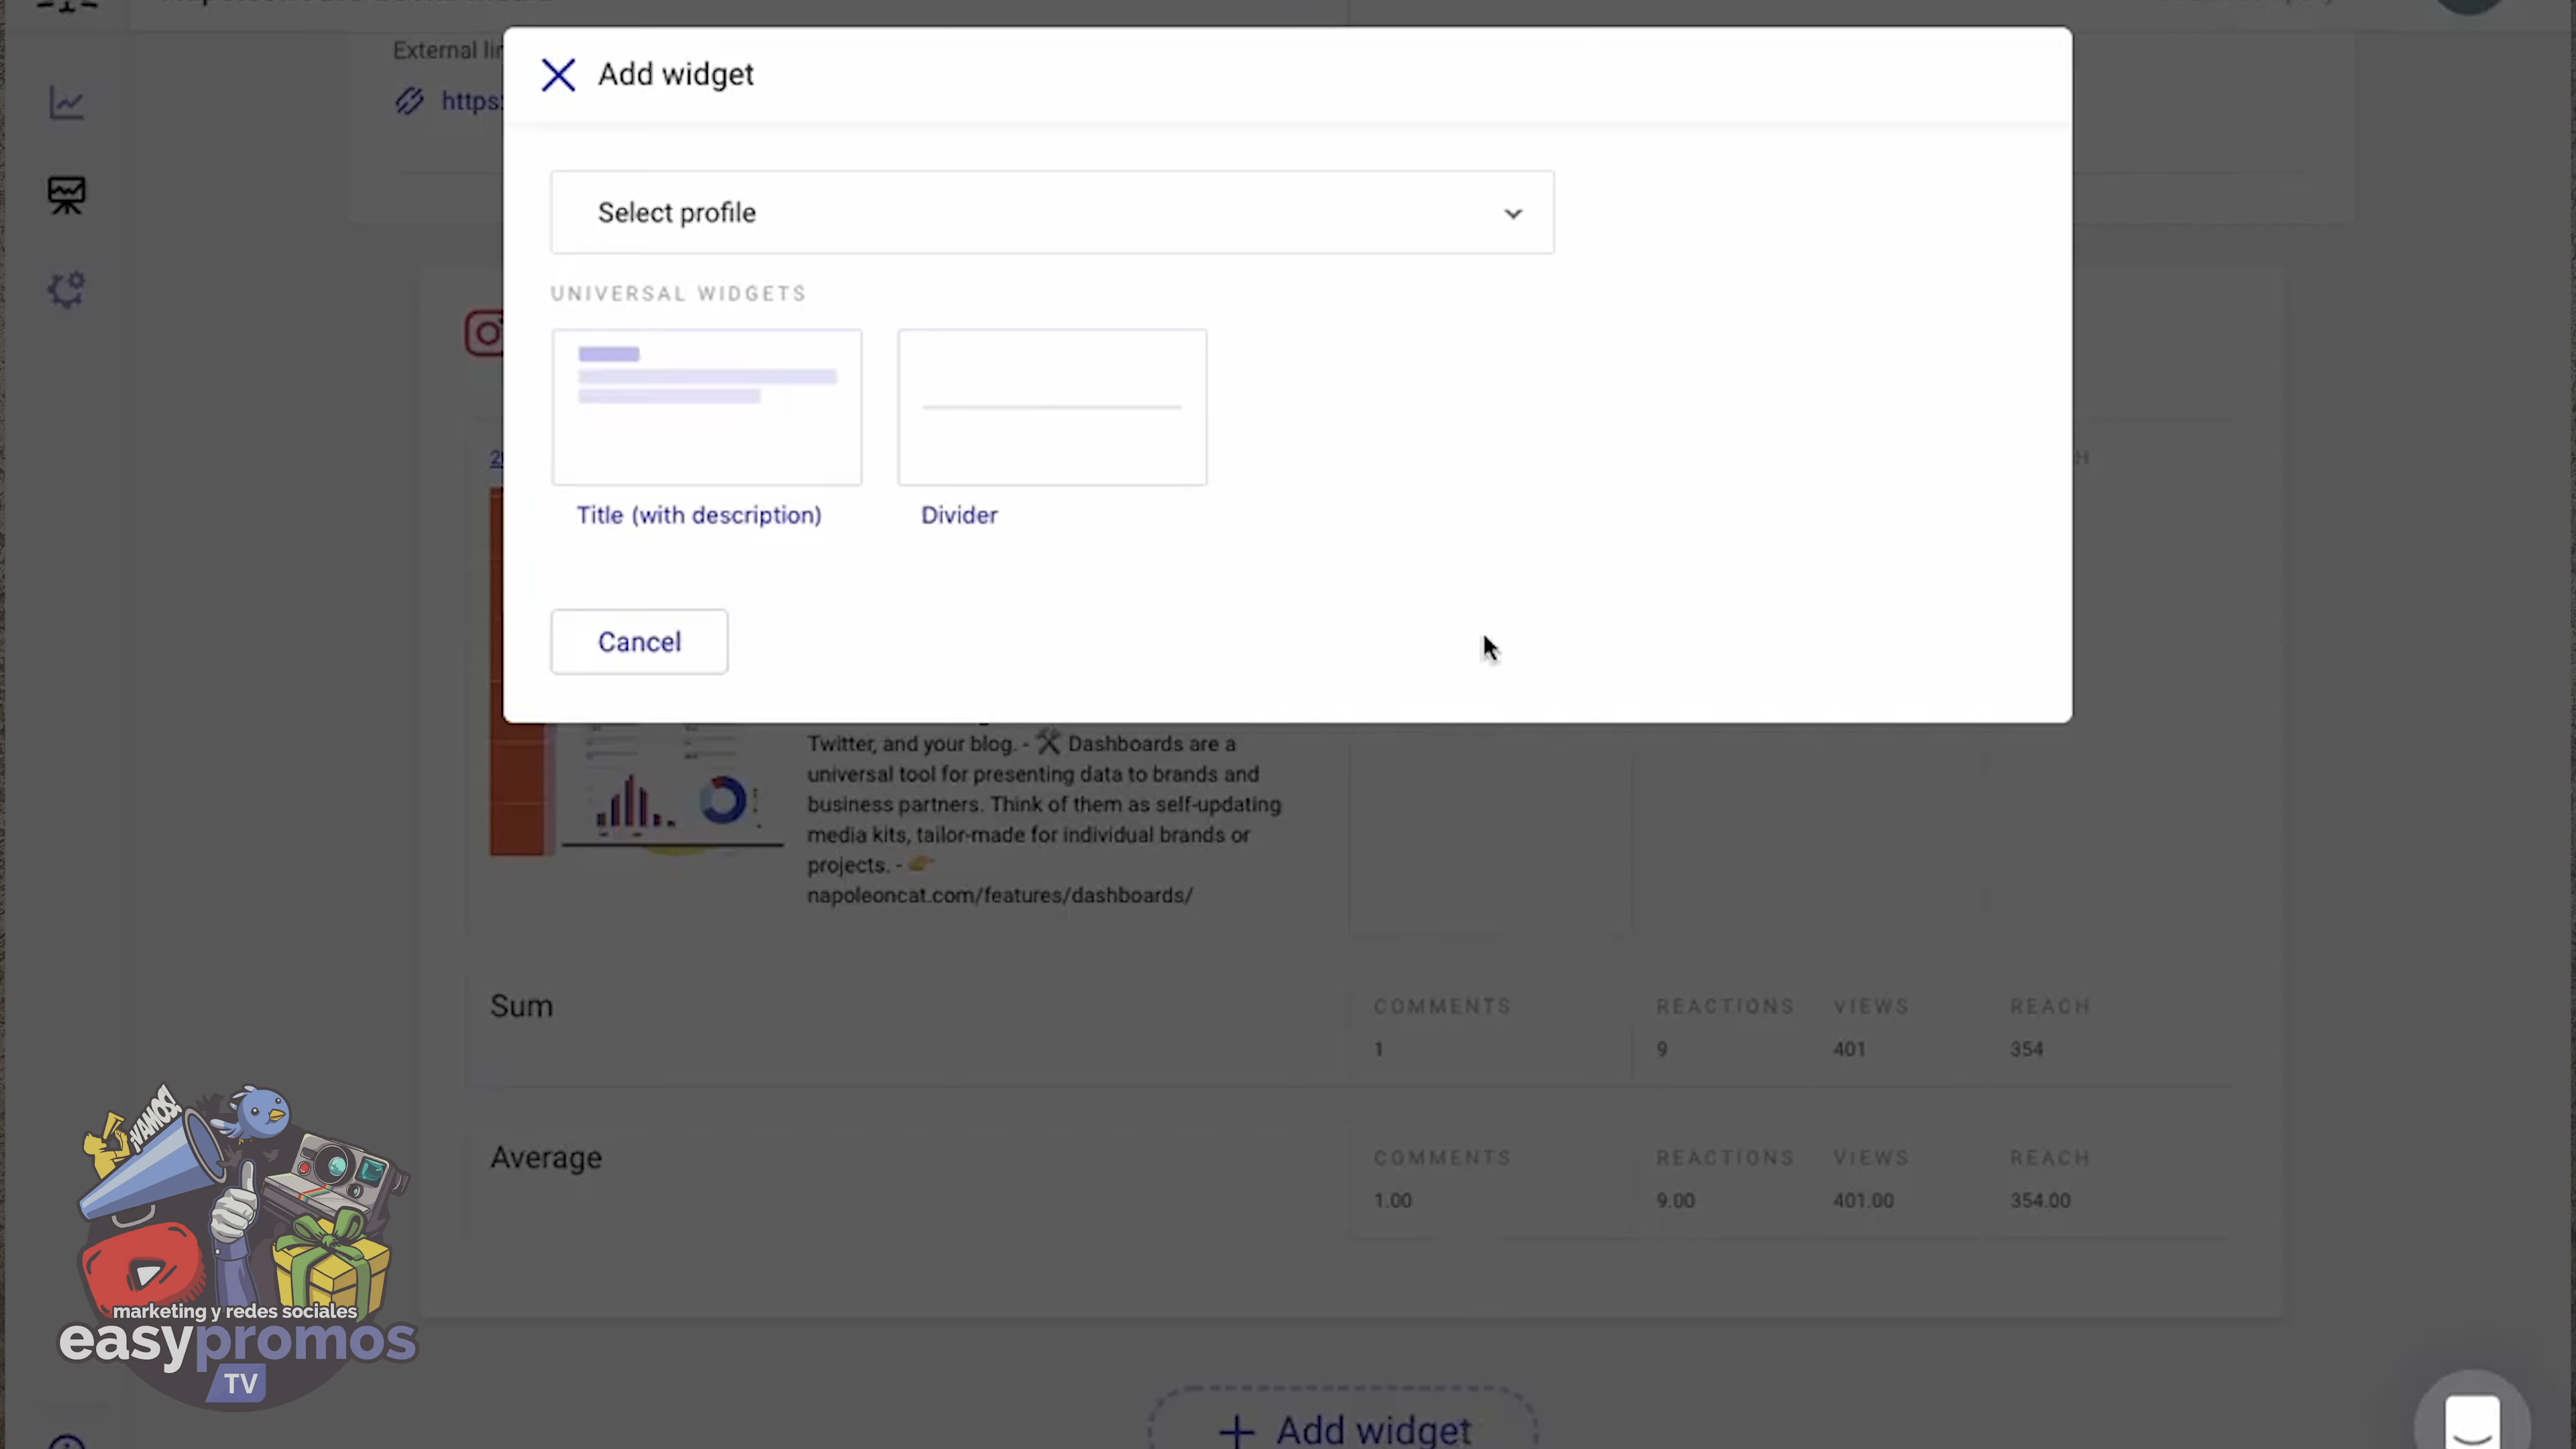 External
https:
Add widget
Select profile
UNIVERSAL WIDGETS
Title (with description)
Divider
Cancel
Twitter, and your blog. - 🛠 Dashboards are a
universal tool for presenting data to brands and
business partners. Think of them as self-updating
media kits, tailor-made for individual brands or
projects. - 👉
napoleoncat.com/features/dashboards/
Sum
COMMENTS REACTIONS VIEWS REACH
1 9 401 354
Average
COMMENTS REACTIONS VIEWS REACH
1.00 9.00 401.00 354.00
+ Add widget
¡VAMOS!
marketing y redes sociales
easypromos
TV